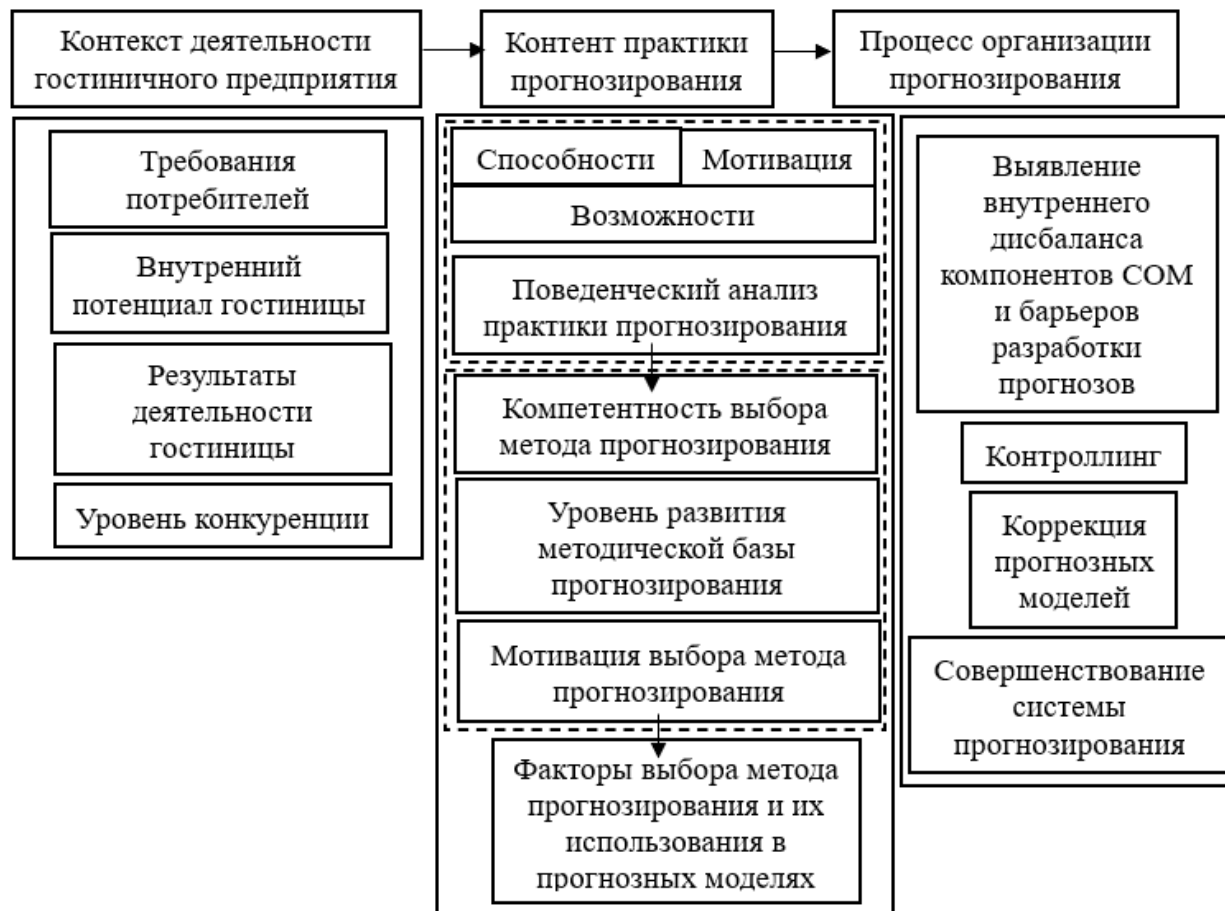 Контекст деятельности
гостиничного предприятия
Контент практики
прогнозирования
Процесс организации
прогнозирования
Требования
потребителей
Внутренний
потенциал гостиницы
Результаты
деятельности
гостиницы
Уровень конкуренции
Способности
Мотивация
Возможности
Поведенческий анализ
практики прогнозирования
Компетентность выбора
метода прогнозирования
Уровень развития
методической базы
прогнозирования
Мотивация выбора метода
прогнозирования
Факторы выбора метода
прогнозирования и их
использования в
прогнозных моделях
Выявление
внутреннего
дисбаланса
компонентов COM
и барьеров
разработки
прогнозов
Контроллинг
Коррекция
прогнозных
моделей
Совершенствование
системы
прогнозирования